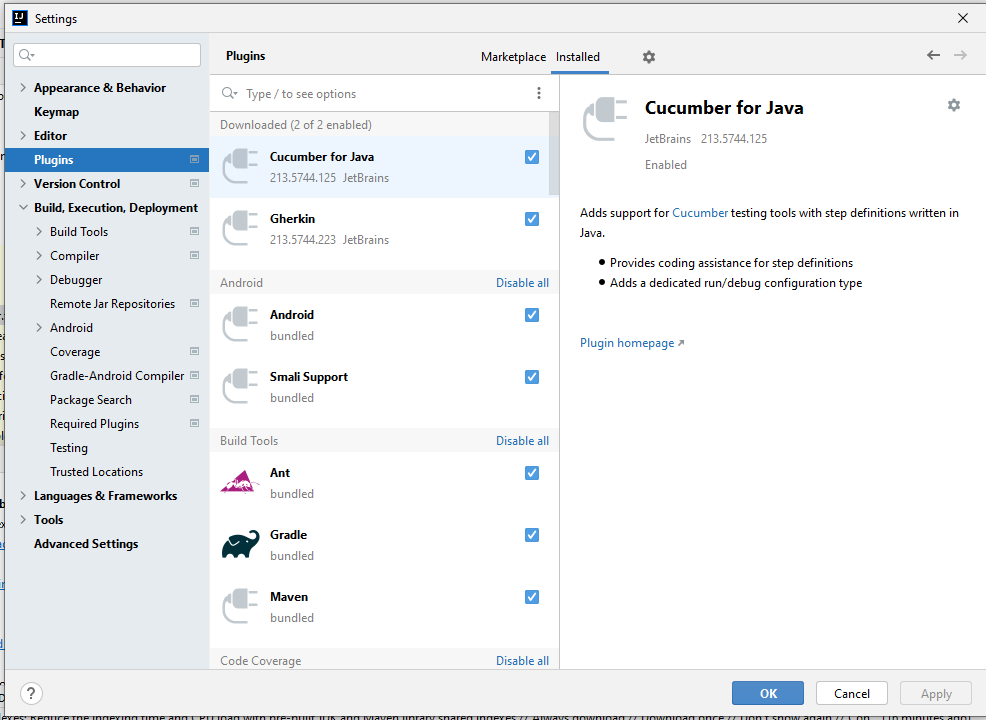 Settings
Plugins
Marketplace
Installed
Appearance & Behavior
Keymap
Editor
Plugins
Version Control
Build, Execution, Deployment
Build Tools
Compiler
Debugger
Remote Jar Repositories
Android
Coverage
Gradle-Android Compiler
Package Search
Required Plugins
Testing
Trusted Locations
Languages & Frameworks
Tools
Advanced Settings
Type / to see options
Downloaded (2 of 2 enabled)
Cucumber for Java
213.5744.125 JetBrains
Gherkin
213.5744.223 JetBrains
Android Disable all
Android
bundled
Smali Support
bundled
Build Tools Disable all
Ant
bundled
Gradle
bundled
Maven
bundled
Code Coverage Disable all
Cucumber for Java
JetBrains 213.5744.125
Enabled
Adds support for Cucumber testing tools with step definitions written in
Java.
• Provides coding assistance for step definitions
• Adds a dedicated run/debug configuration type
Plugin homepage ↗
?
OK
Cancel
Apply